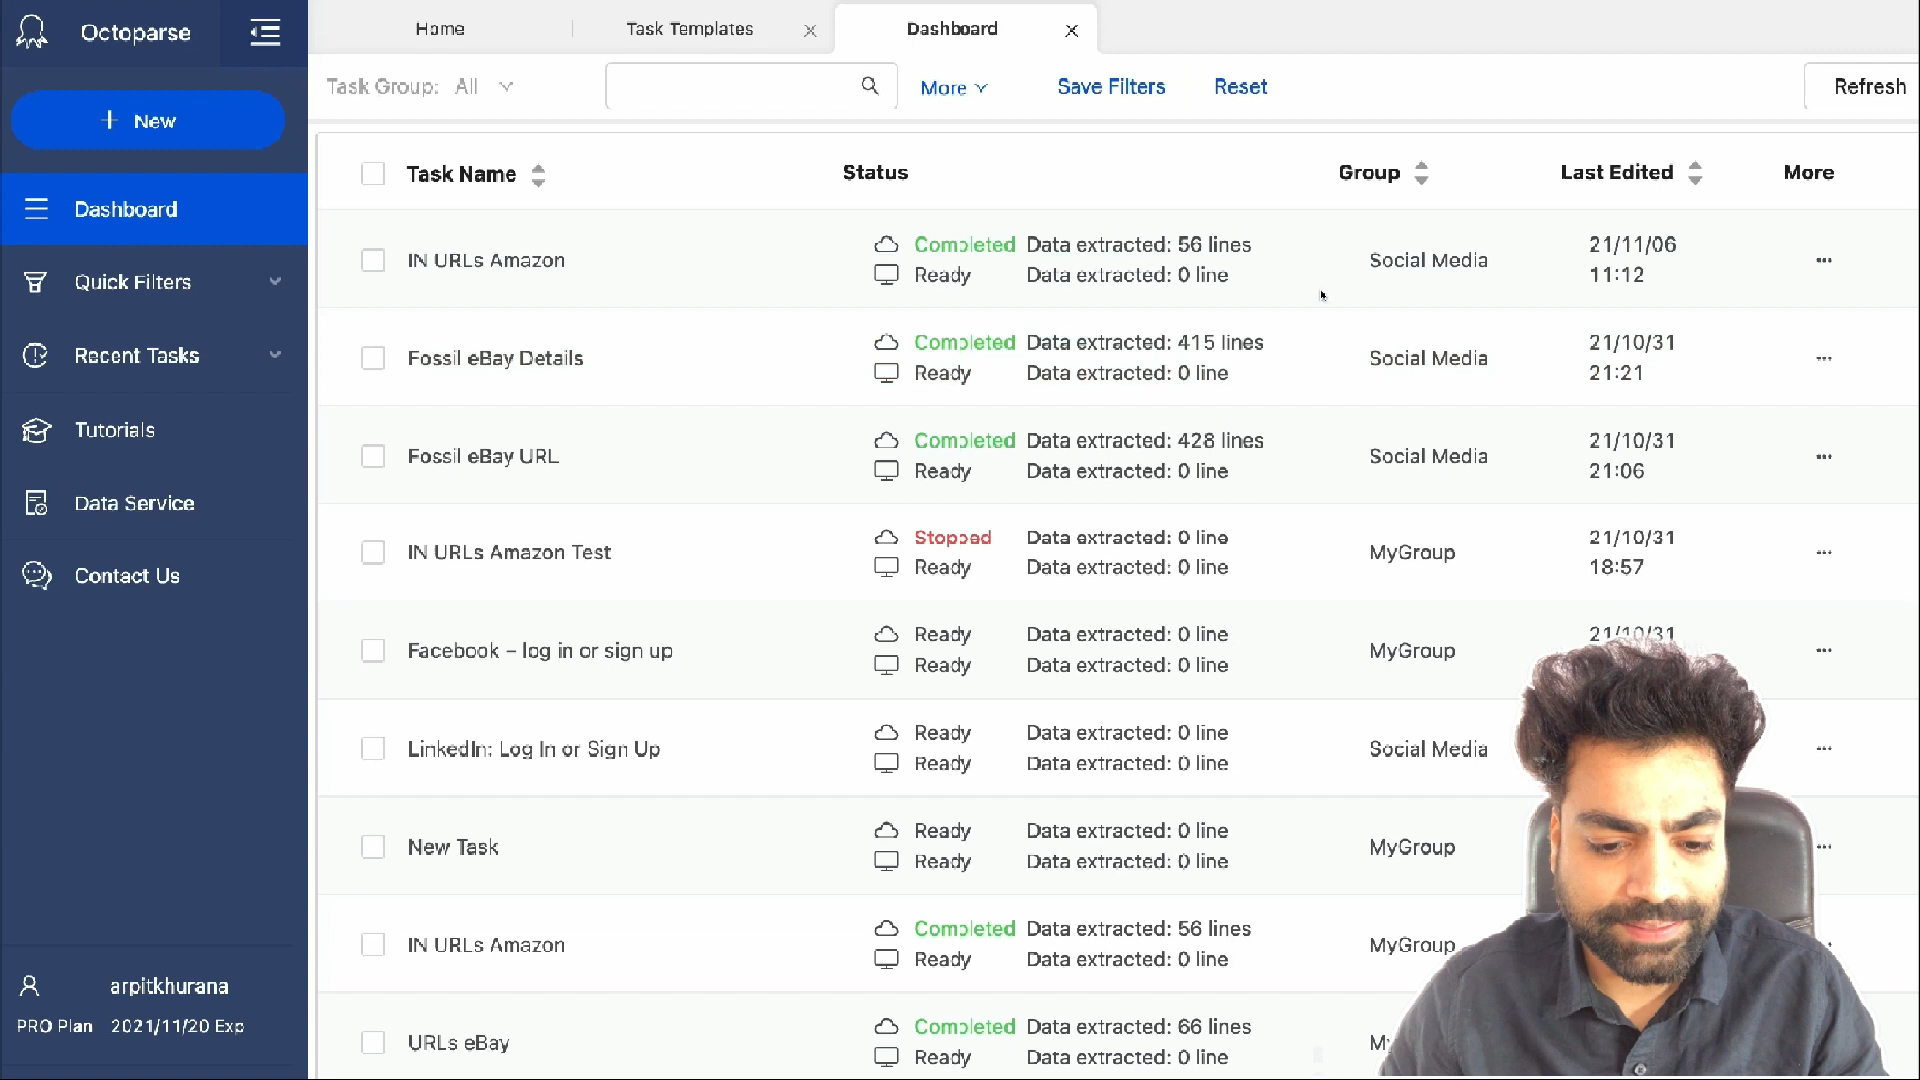 Octoparse
Home
Task Templates
Dashboard
Task Group: All
More
Save Filters
Reset
Refresh
New
Dashboard
Quick Filters
Recent Tasks
Tutorials
Data Service
Contact Us
arpitkhurana
PRO Plan 2021/11/20 Exp
Task Name Status Group Last Edited More
IN URLs Amazon
Completed Data extracted: 56 lines
Ready Data extracted: 0 line
Social Media
21/11/06
11:12
Fossil eBay Details
Completed Data extracted: 415 lines
Ready Data extracted: 0 line
Social Media
21/10/31
21:21
Fossil eBay URL
Completed Data extracted: 428 lines
Ready Data extracted: 0 line
Social Media
21/10/31
21:06
IN URLs Amazon Test
Stopped Data extracted: 0 line
Ready Data extracted: 0 line
MyGroup
21/10/31
18:57
Facebook – log in or sign up
Ready Data extracted: 0 line
Ready Data extracted: 0 line
MyGroup
21/10/31
LinkedIn: Log In or Sign Up
Ready Data extracted: 0 line
Ready Data extracted: 0 line
Social Media
New Task
Ready Data extracted: 0 line
Ready Data extracted: 0 line
MyGroup
IN URLs Amazon
Completed Data extracted: 56 lines
Ready Data extracted: 0 line
MyGroup
URLs eBay
Completed Data extracted: 66 lines
Ready Data extracted: 0 line